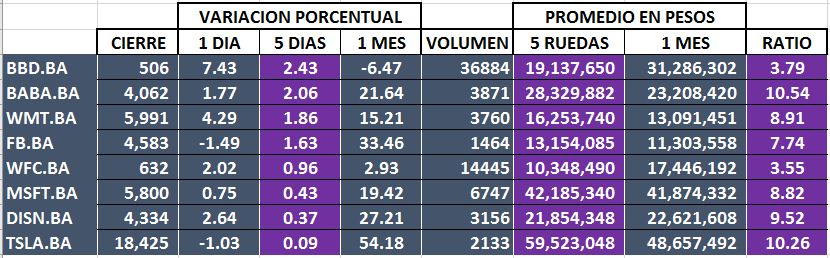 VARIACION PORCENTUAL PROMEDIO EN PESOS
CIERRE 1 DIA 5 DIAS 1 MES VOLUMEN 5 RUEDAS 1 MES RATIO
BBD.BA 506 7.43 2.43 -6.47 36884 19,137,650 31,286,302 3.79
BABA.BA 4,062 1.77 2.06 21.64 3871 28,329,882 23,208,420 10.54
WMT.BA 5,991 4.29 1.86 15.21 3760 16,253,740 13,091,451 8.91
FB.BA 4,583 -1.49 1.63 33.46 1464 13,154,085 11,303,558 7.74
WFC.BA 632 2.02 0.96 2.93 14445 10,348,490 17,446,192 3.55
MSFT.BA 5,800 0.75 0.43 19.42 6747 42,185,340 41,874,332 8.82
DISN.BA 4,334 2.64 0.37 27.21 3156 21,854,348 22,621,608 9.52
TSLA.BA 18,425 -1.03 0.09 54.18 2133 59,523,048 48,657,492 10.26